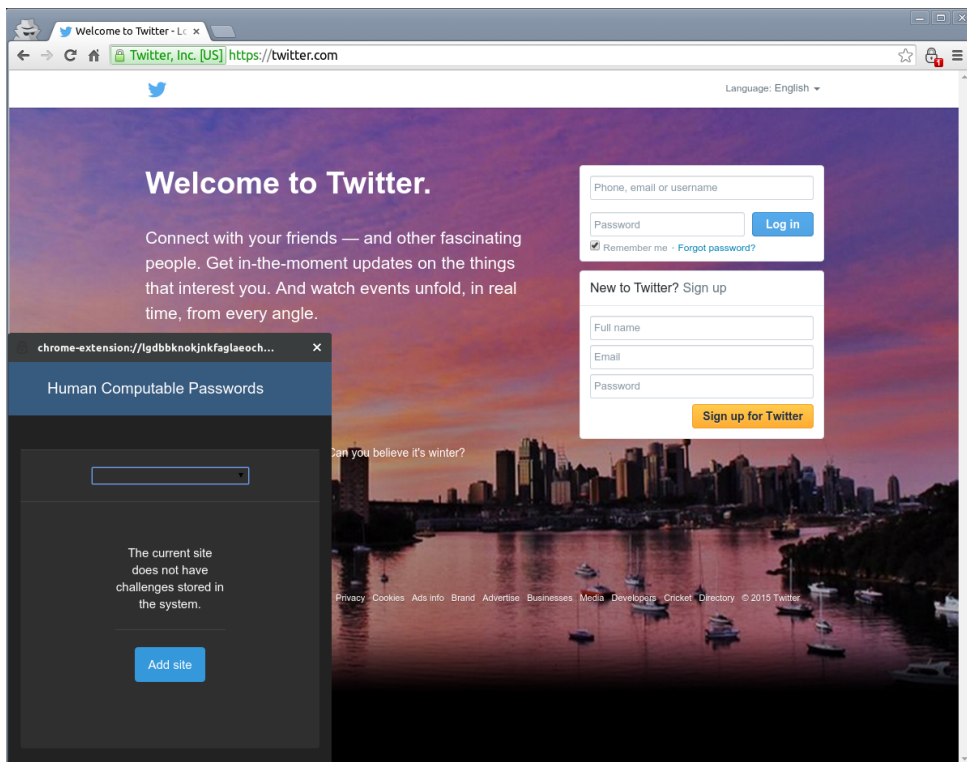 Welcome to Twitter - Lo
Twitter, Inc. [US] https://twitter.com
1
Language: English
Welcome to Twitter.
Connect with your friends — and other fascinating
people. Get in-the-moment updates on the things
that interest you. And watch events unfold, in real
time, from every angle.
Phone, email or username
Password
Log in
Remember me · Forgot password?
New to Twitter? Sign up
Full name
Email
Password
Sign up for Twitter
Can you believe it's winter?
Privacy Cookies Ads info Brand Advertise Businesses Media Developers Cricket Directory © 2015 Twitter
chrome-extension://lgdbbknokjnkfaglaeoch...
Human Computable Passwords
The current site
does not have
challenges stored in
the system.
Add site